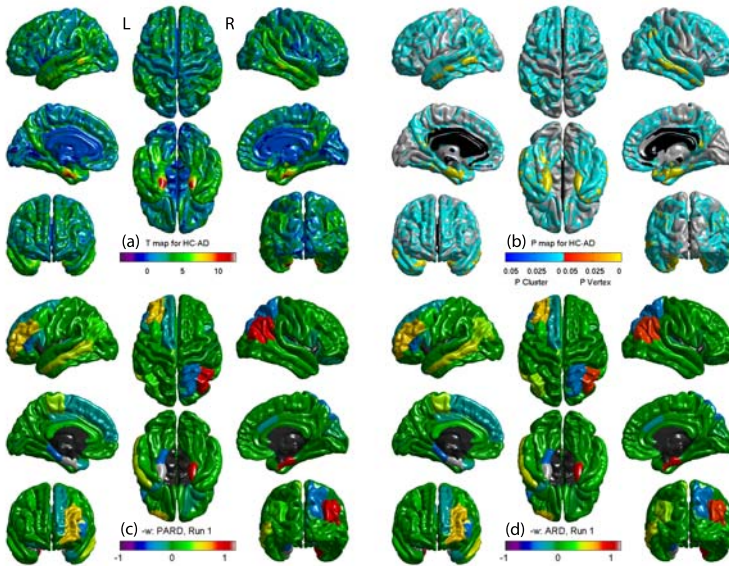 L R
(a) T map for HC-AD
0 5 10
(b) P map for HC-AD
0.05 0.025 0 0.05 0.025 0
P Cluster P Vertex
(c) -w: PARD, Run 1
-1 0 1
(d) -w: ARD, Run 1
-1 0 1